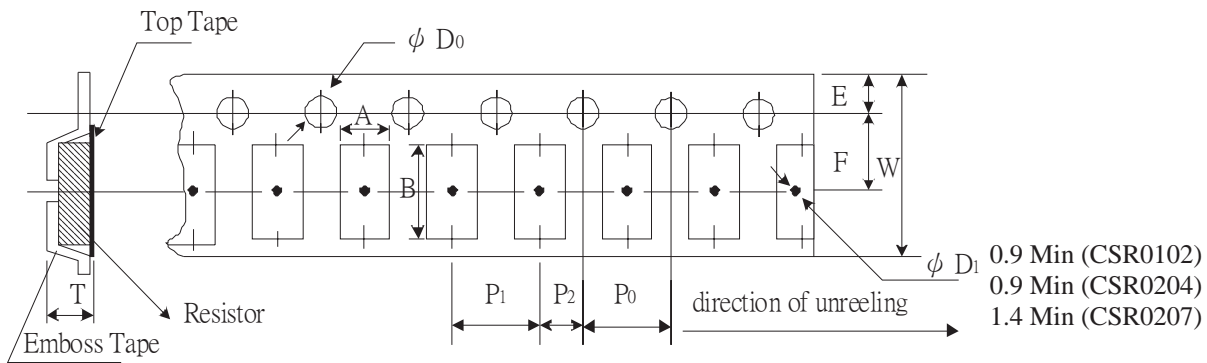 Top Tape
ϕ D0
A
E
F
W
B
T
P1
P2
P0
ϕ D1
0.9 Min (CSR0102)
0.9 Min (CSR0204)
1.4 Min (CSR0207)
direction of unreeling
Resistor
Emboss Tape